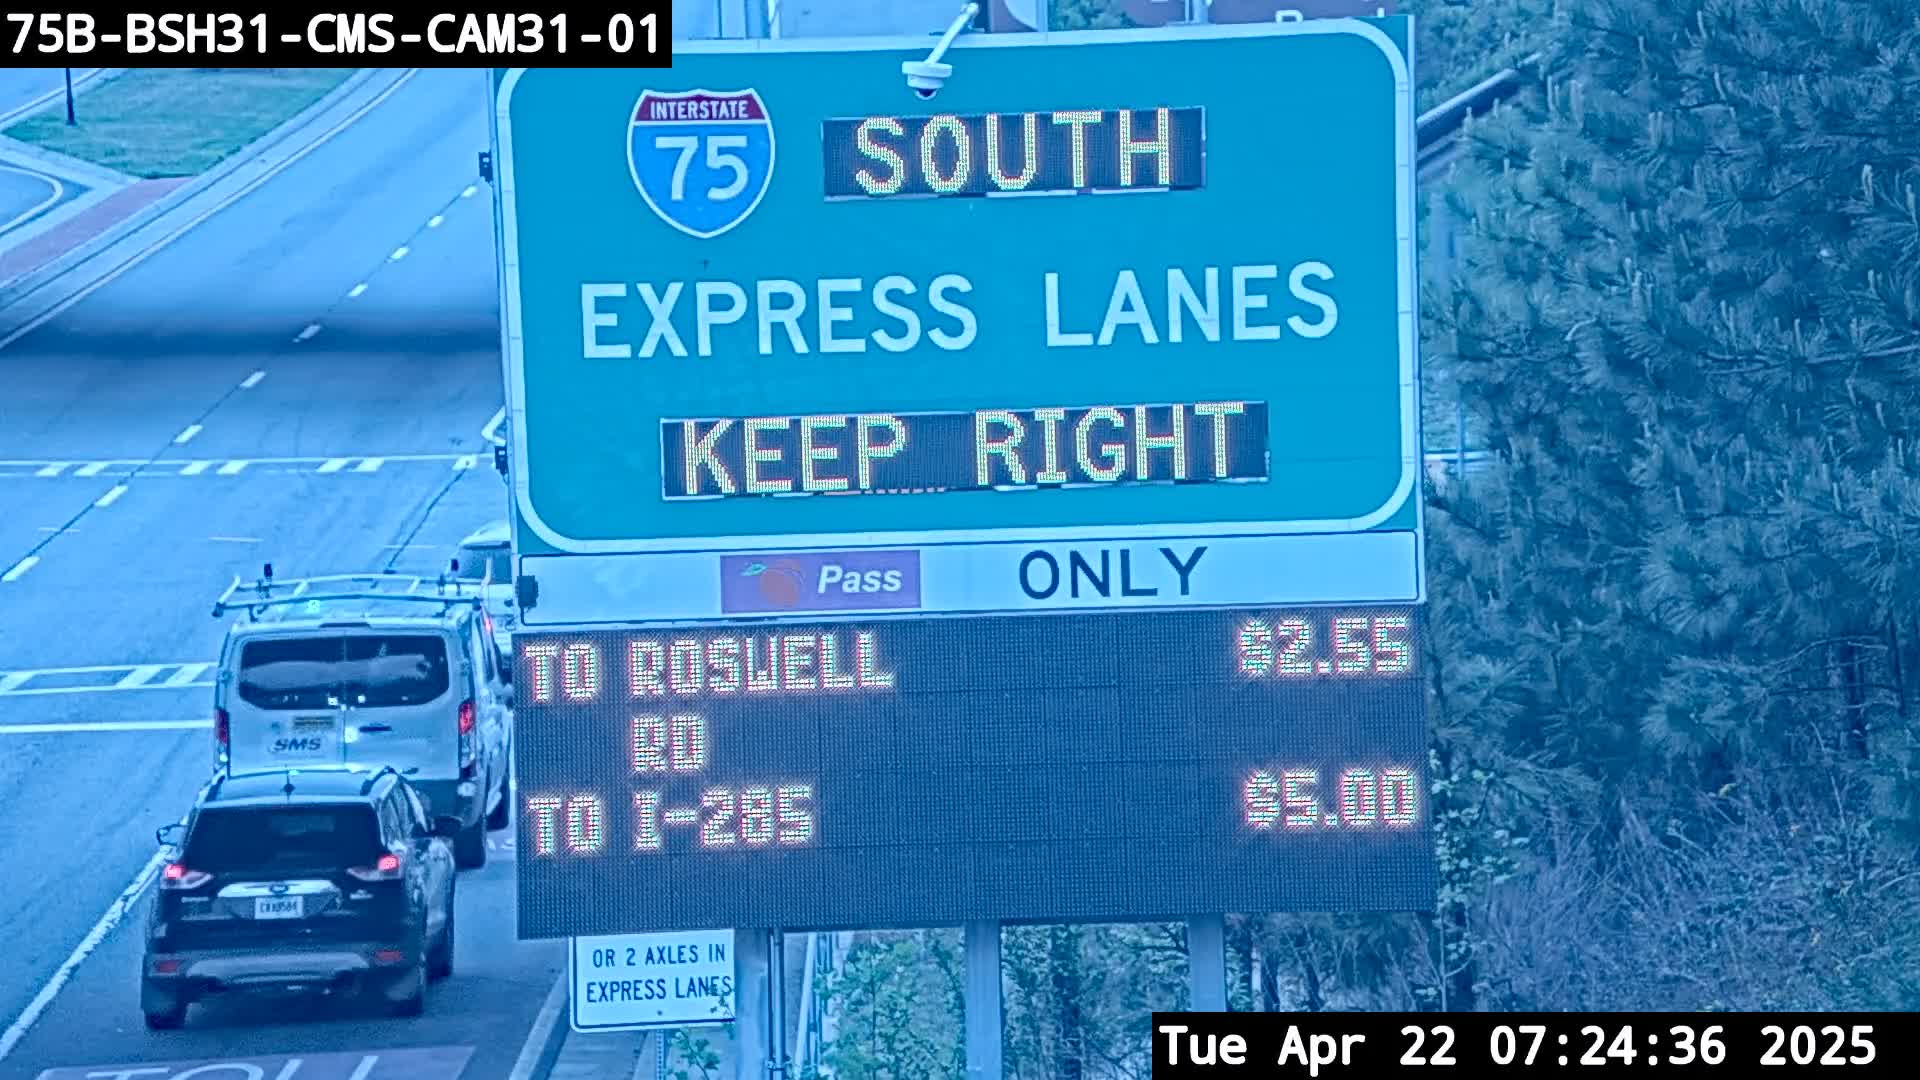 75B-BSH31-CMS-CAM31-01
INTERSTATE
75
SOUTH
EXPRESS LANES
KEEP RIGHT
Pass ONLY
TO ROSWELL $2.55
RD
TO I-285 $5.00
SMS
OR 2 AXLES IN
EXPRESS LANES
TOLL
Tue Apr 22 07:24:36 2025